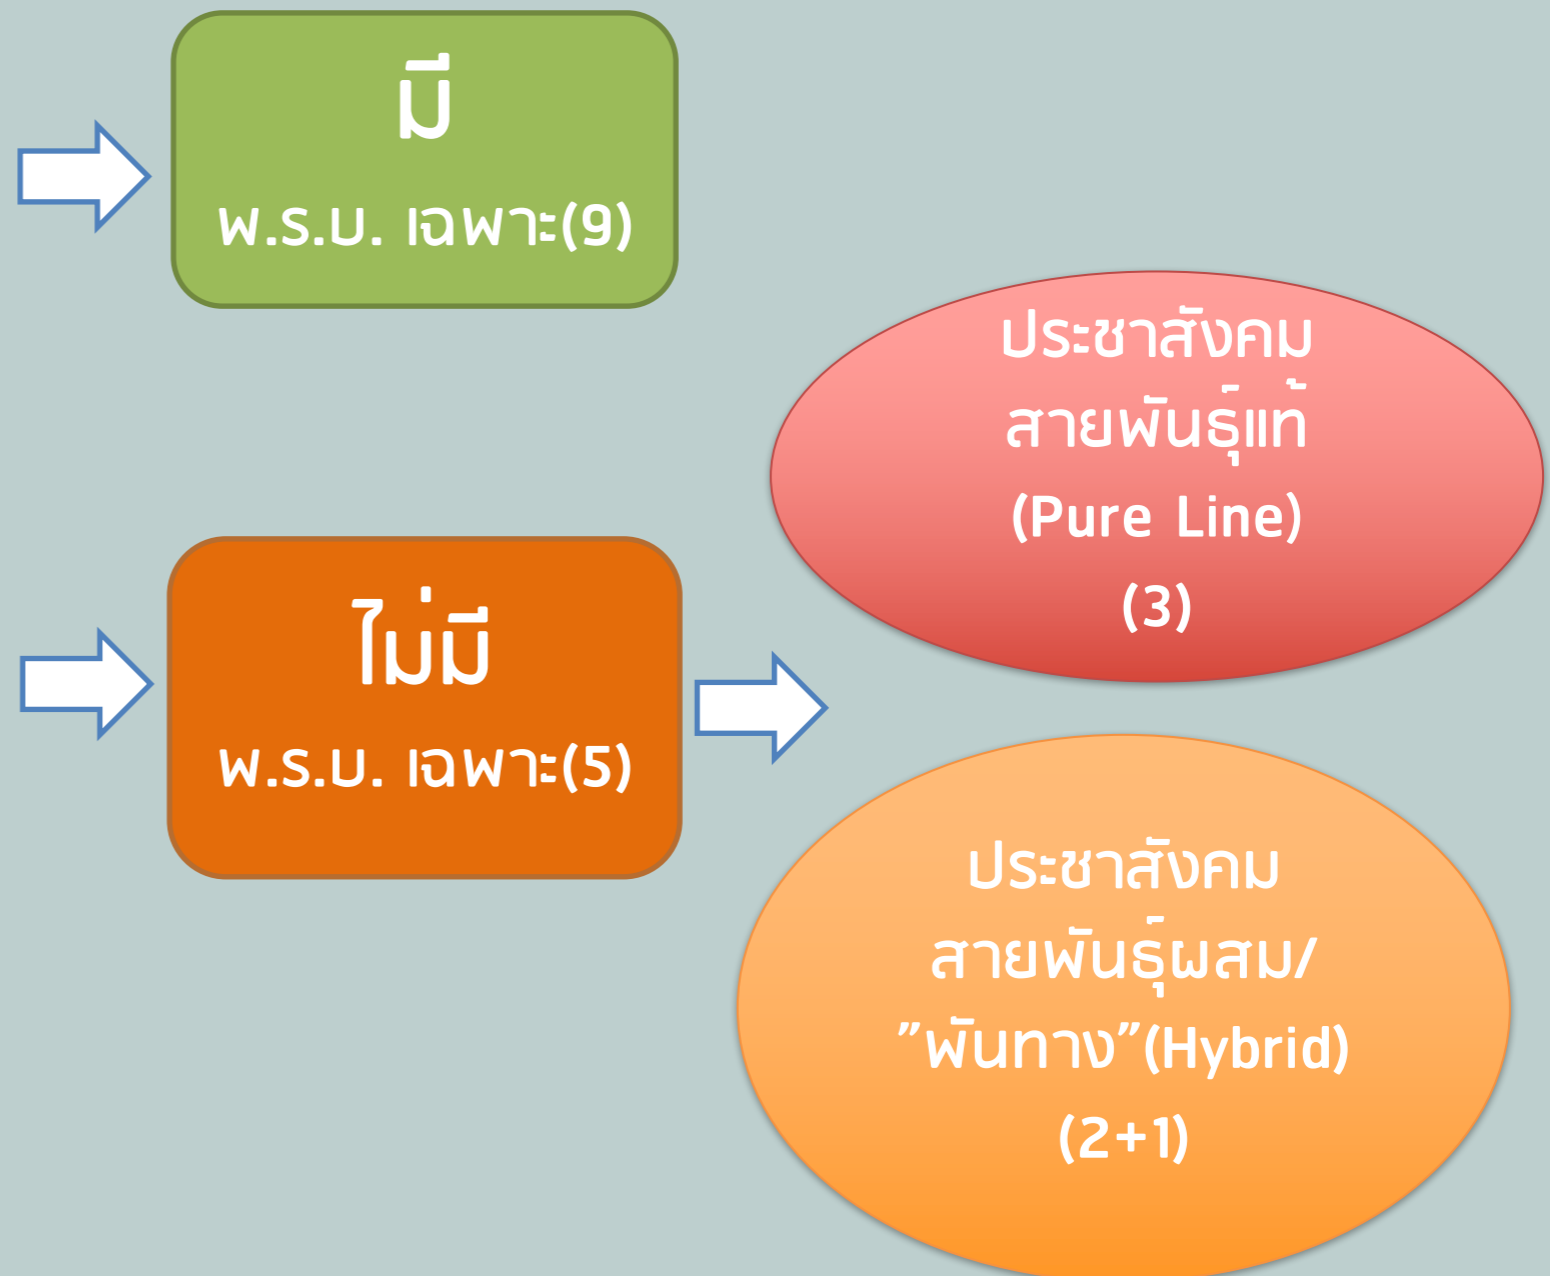 มี
พ.ร.บ. เฉพาะ(9)
ไม่มี
พ.ร.บ. เฉพาะ(5)
ประชาสังคม
สายพันธุ์แท้
(Pure Line)
(3)
ประชาสังคม
สายพันธุ์ผสม/
”พันทาง”(Hybrid)
(2+1)